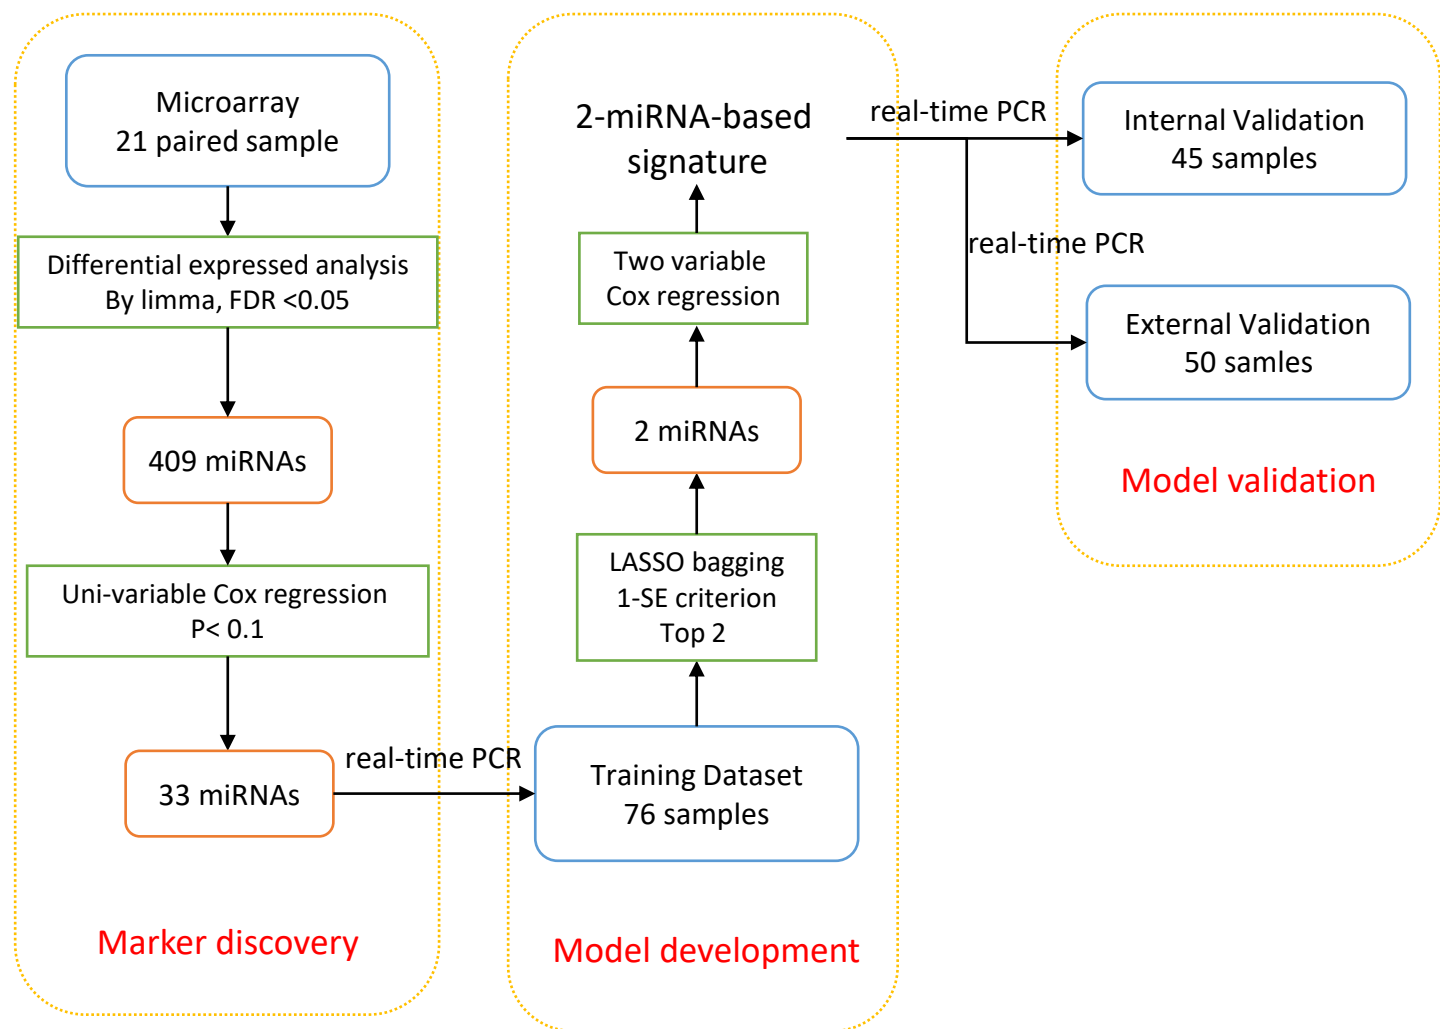 Microarray
21 paired sample
Differential expressed analysis
By limma, FDR <0.05
409 miRNAs
Uni-variable Cox regression
P< 0.1
33 miRNAs
real-time PCR
Marker discovery
2-miRNA-based
signature
Two variable
Cox regression
2 miRNAs
LASSO bagging
1-SE criterion
Top 2
Training Dataset
76 samples
Model development
real-time PCR
real-time PCR
Internal Validation
45 samples
External Validation
50 samles
Model validation